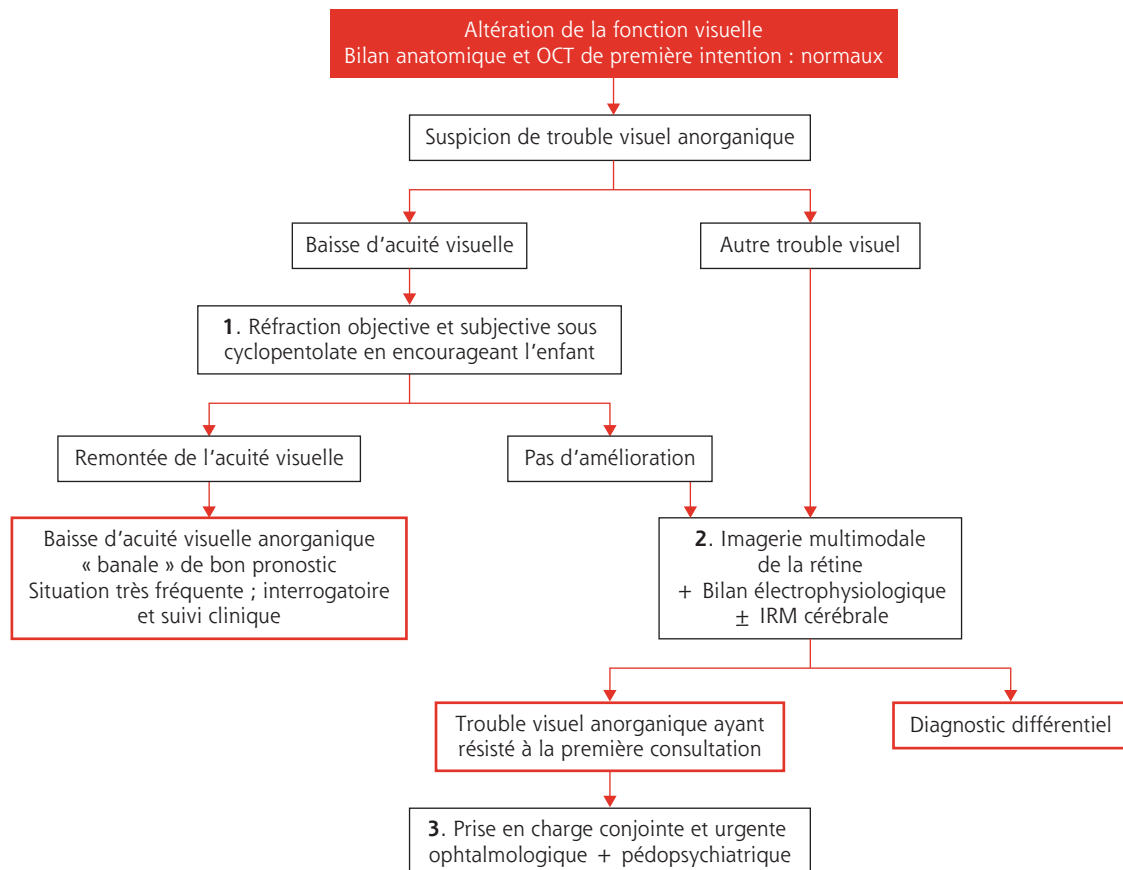 Altération de la fonction visuelle
Bilan anatomique et OCT de première intention : normaux
Suspicion de trouble visuel anorganique
Baisse d'acuité visuelle
Autre trouble visuel
1. Réfraction objective et subjective sous
cyclopentolate en encourageant l'enfant
Remontée de l'acuité visuelle
Pas d'amélioration
Baisse d'acuité visuelle anorganique
« banale » de bon pronostic
Situation très fréquente ; interrogatoire
et suivi clinique
2. Imagerie multimodale
de la rétine
+ Bilan électrophysiologique
± IRM cérébrale
Trouble visuel anorganique ayant
résisté à la première consultation
Diagnostic différentiel
3. Prise en charge conjointe et urgente
ophtalmologique + pédopsychiatrique